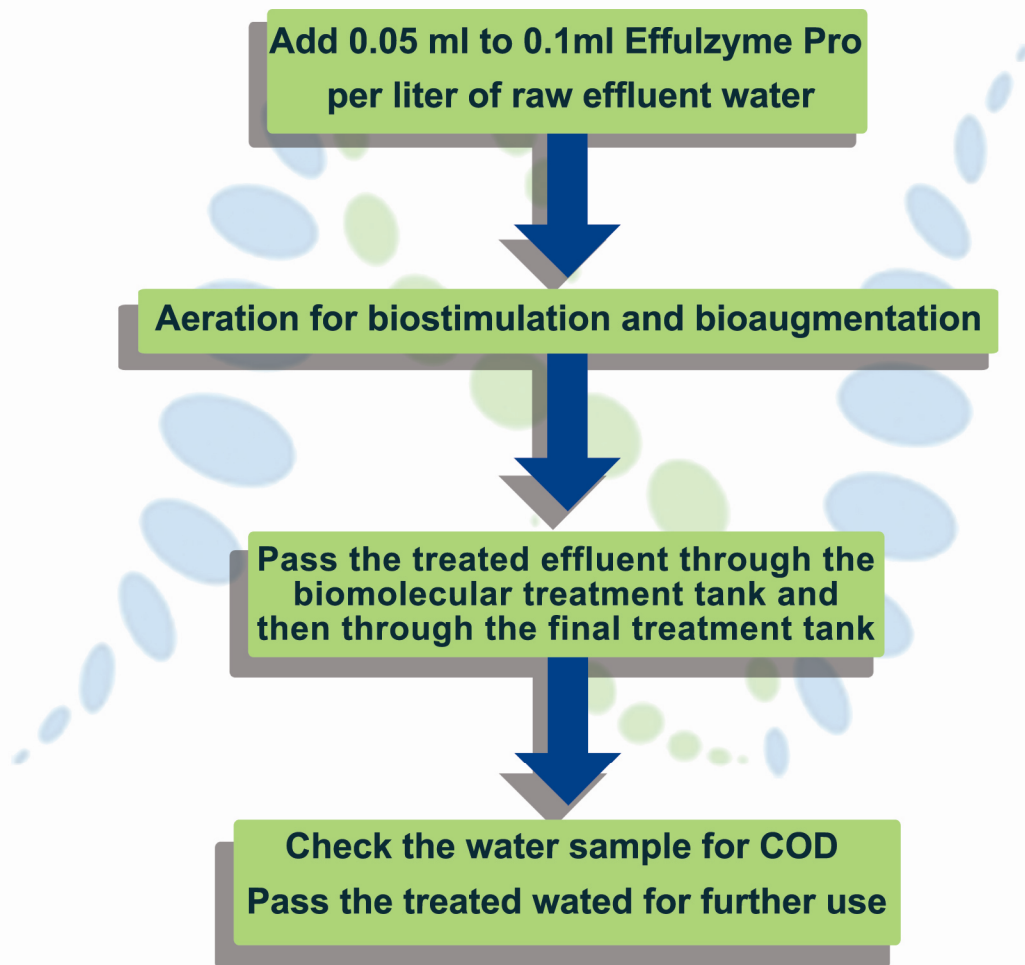 Add 0.05 ml to 0.1ml Effulzyme Pro
per liter of raw effluent water
Aeration for biostimulation and bioaugmentation
Pass the treated effluent through the
biomolecular treatment tank and
then through the final treatment tank
Check the water sample for COD
Pass the treated wated for further use